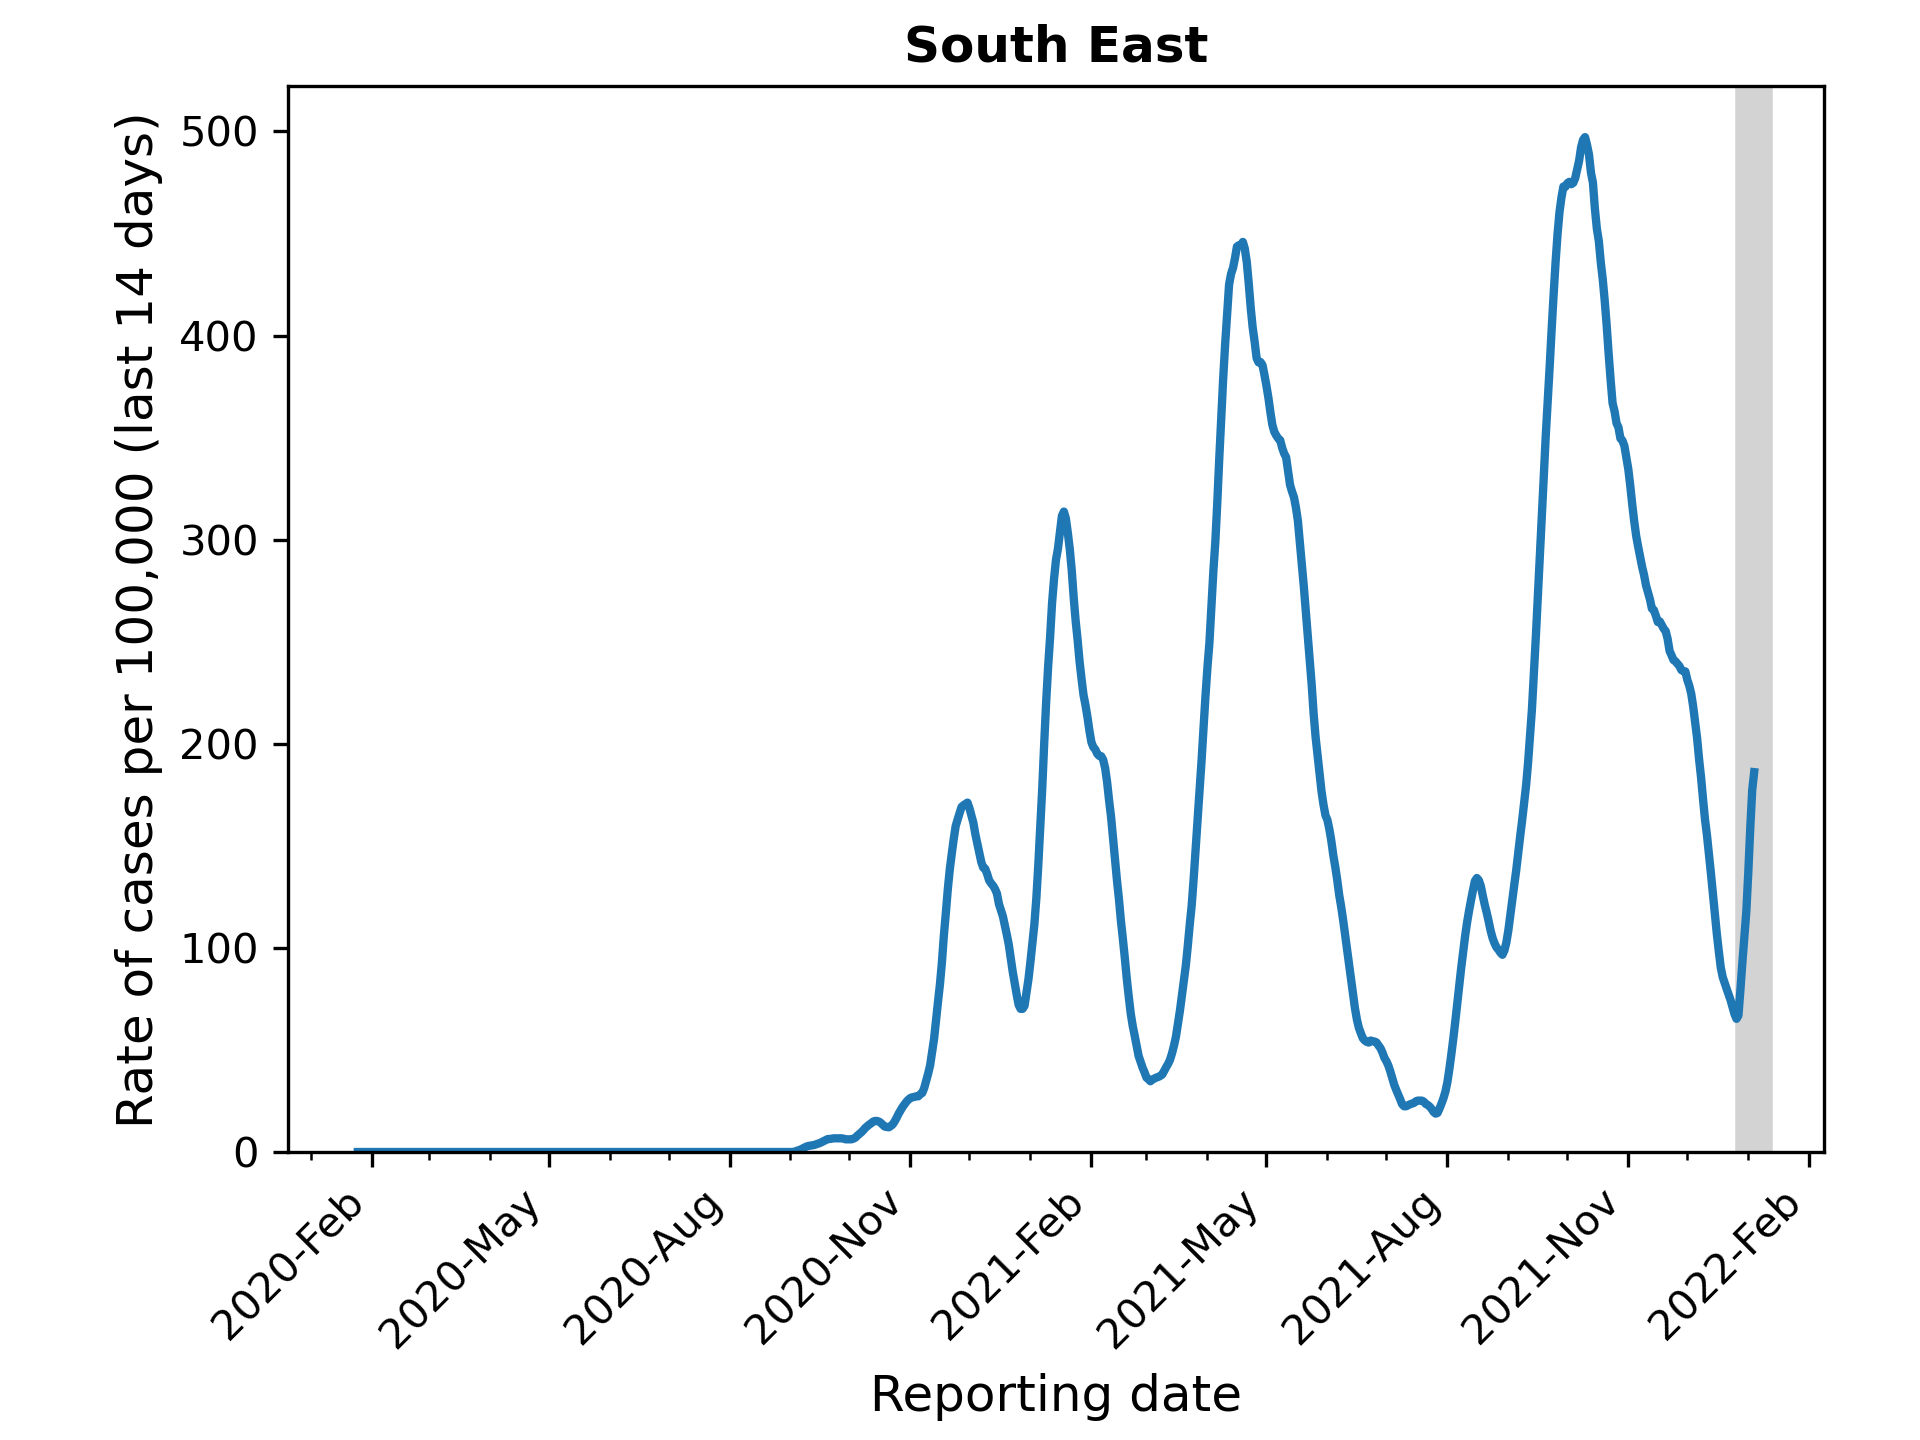 South East
Rate of cases per 100,000 (last 14 days)
500
400
300
200
100
0
2020-Feb
2020-May
2020-Aug
2020-Nov
2021-Feb
2021-May
2021-Aug
2021-Nov
2022-Feb
Reporting date